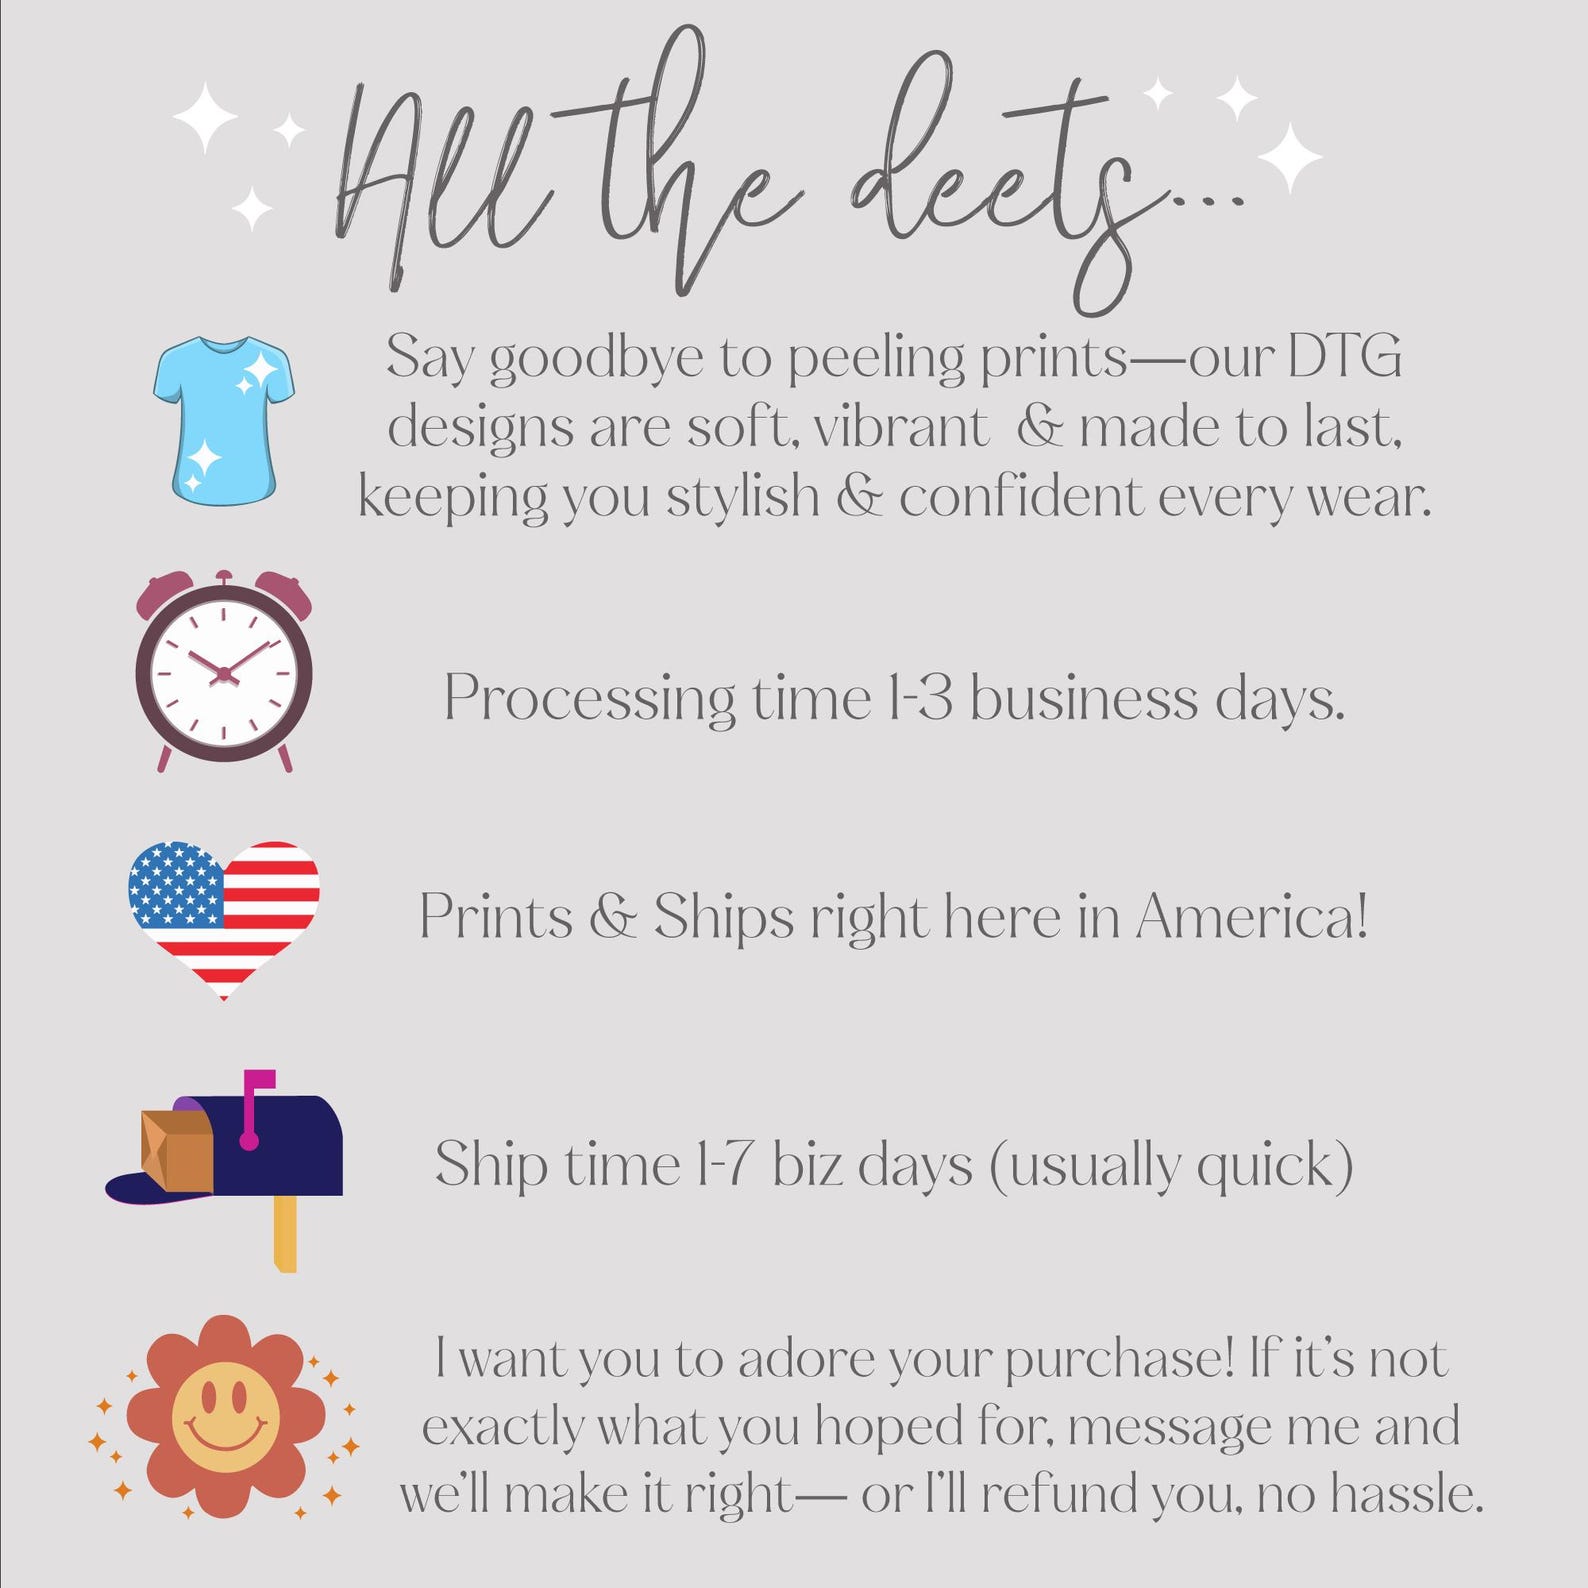 All the deets...
Say goodbye to peeling prints—our DTG
designs are soft, vibrant & made to last,
keeping you stylish & confident every wear.
Processing time 1-3 business days.
Prints & Ships right here in America!
Ship time 1-7 biz days (usually quick)
I want you to adore your purchase! If it's not
exactly what you hoped for, message me and
we'll make it right— or I'll refund you, no hassle.